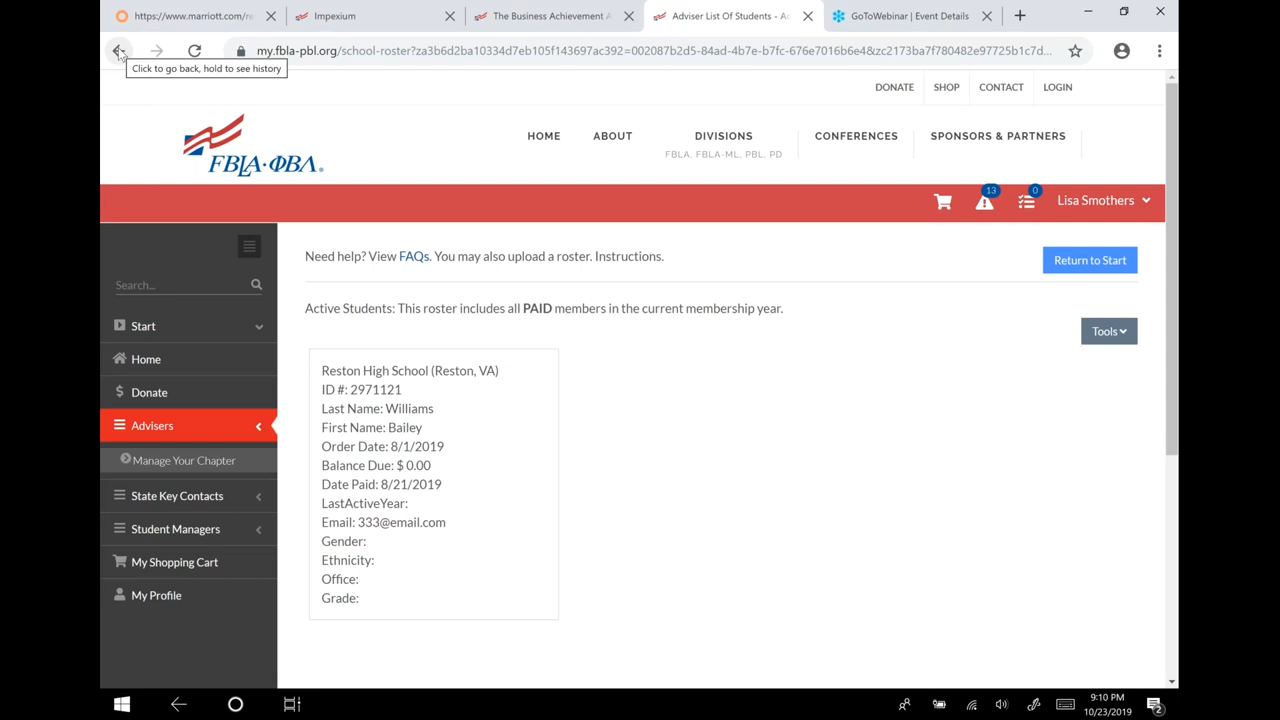 https://www.marriott.com/re
Impexium
The Business Achievement A
Adviser List Of Students - Ac
GoToWebinar | Event Details
my.fbla-pbl.org/school-roster?za3b6d2ba10334d7eb105f143697ac392=002087b2d5-84ad-4b7e-b7fc-676e7016b6e4&zc2173ba7f780482e97725b1c7d...
Click to go back, hold to see history
DONATE SHOP CONTACT LOGIN
FBLA·ΦBA®
HOME ABOUT DIVISIONS CONFERENCES SPONSORS & PARTNERS
FBLA, FBLA-ML, PBL, PD
13 0
Lisa Smothers
Need help? View FAQs. You may also upload a roster. Instructions.
Return to Start
Search...
Active Students: This roster includes all PAID members in the current membership year.
Start
Tools
Home
Donate
Advisers
Manage Your Chapter
State Key Contacts
Student Managers
My Shopping Cart
My Profile
Reston High School (Reston, VA)
ID #: 2971121
Last Name: Williams
First Name: Bailey
Order Date: 8/1/2019
Balance Due: $ 0.00
Date Paid: 8/21/2019
LastActiveYear:
Email: 333@email.com
Gender:
Ethnicity:
Office:
Grade:
9:10 PM
10/23/2019
2